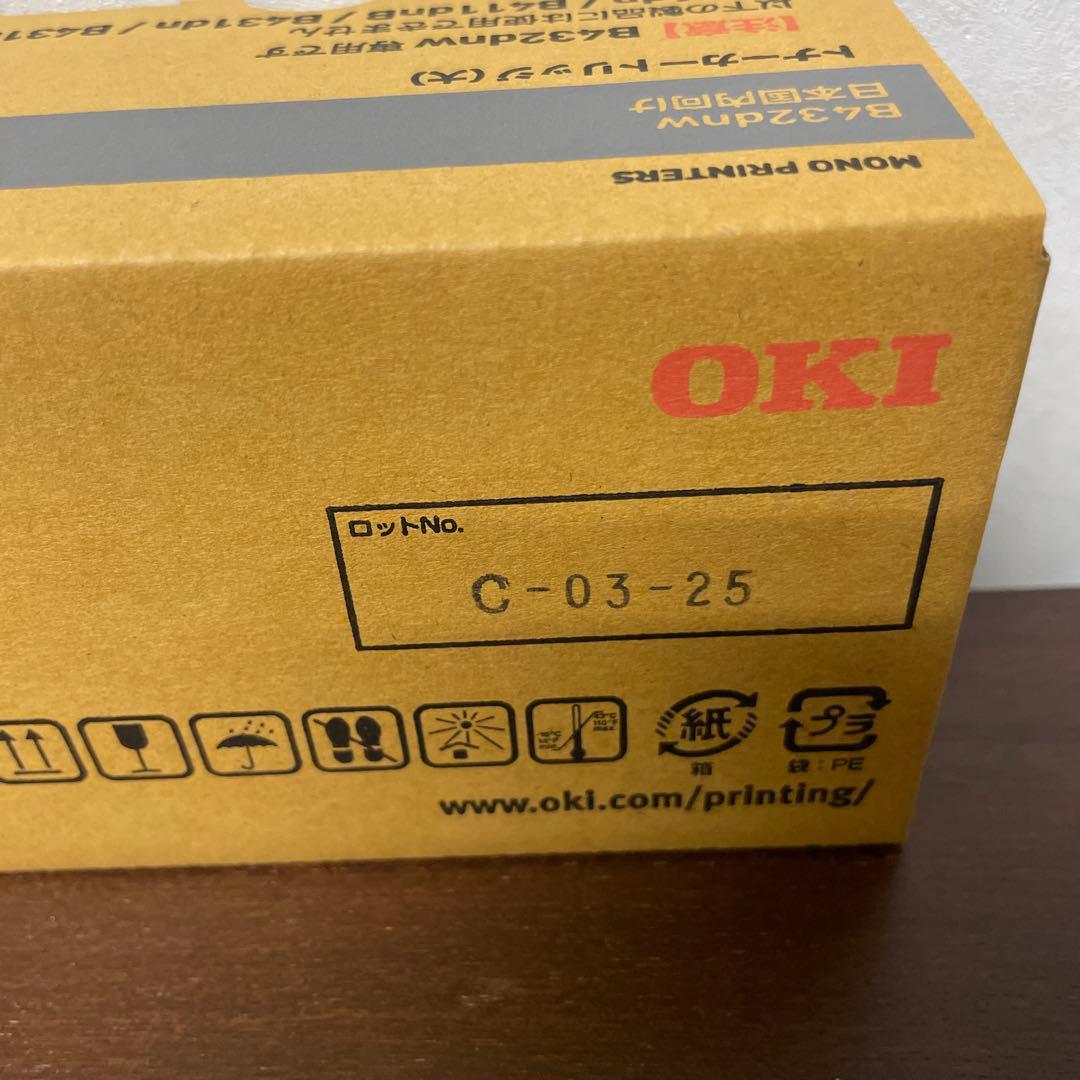 MONO PRINTERS
B432dnw
日本国内向け
トナーカートリッジ(大)
【注意】B432dnw 専用です
以下の製品には使用できません
/ B411dnB / B431dn / B431
OKI
ロットNo.
C-03-25
紙
プラ
箱
袋:PE
www.oki.com/printing/